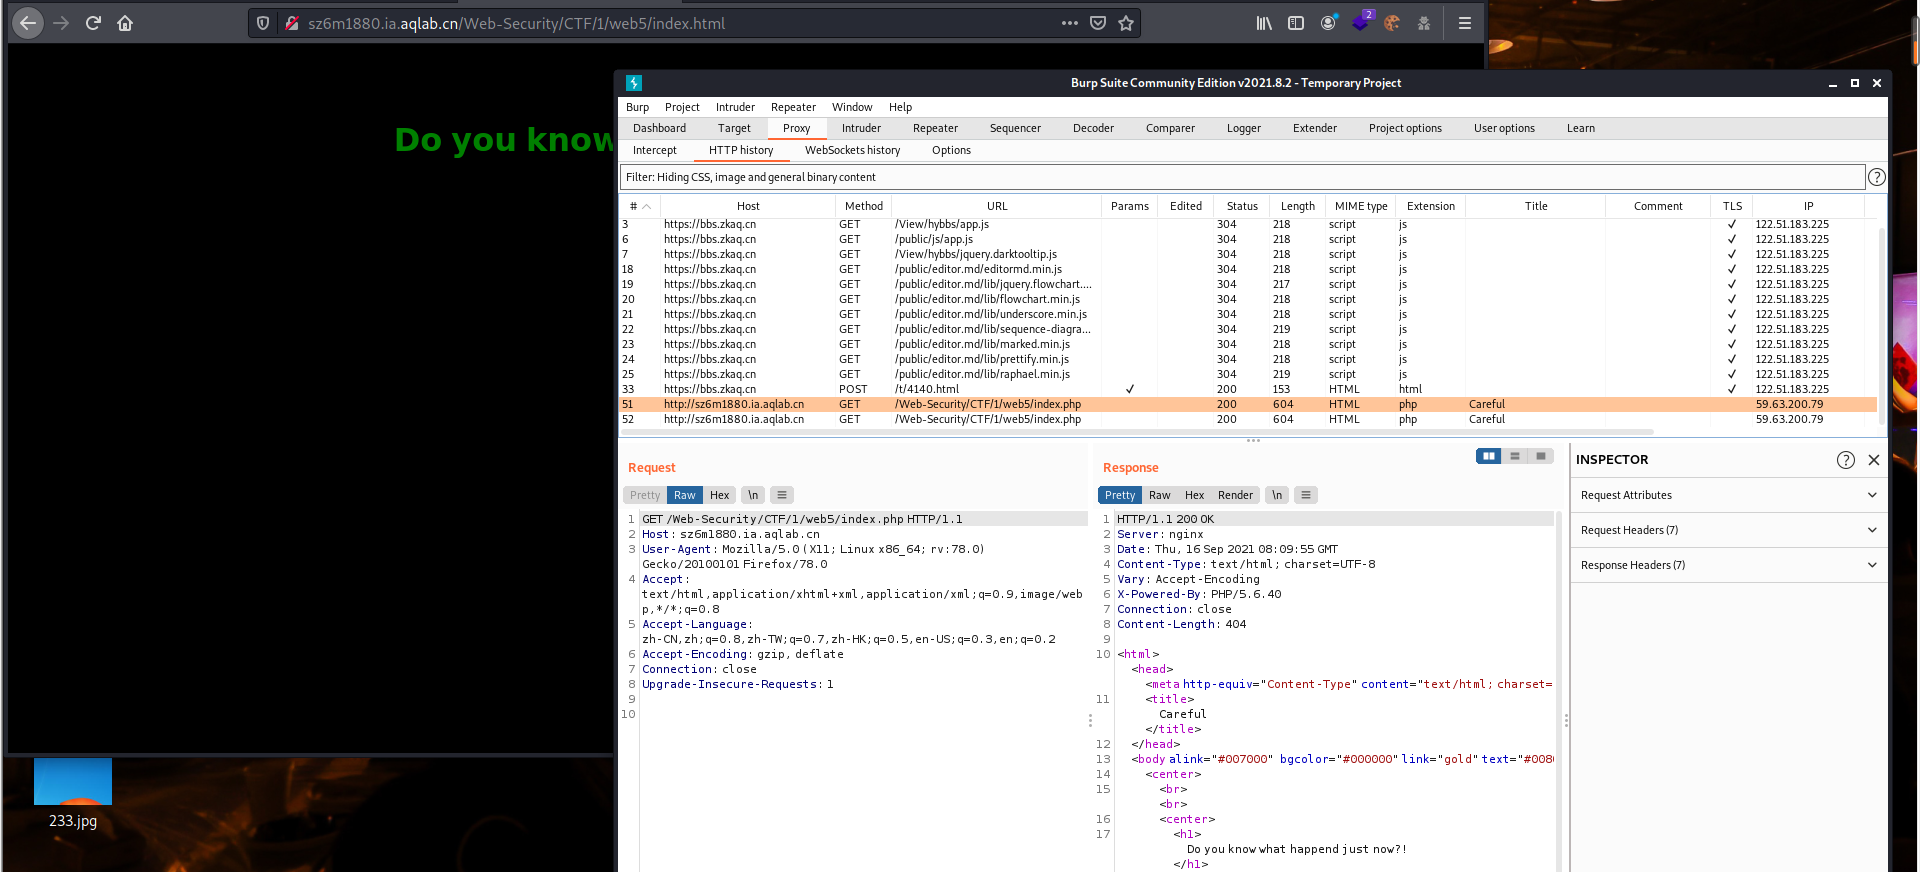 sz6m1880.ia.aqlab.cn/Web-Security/CTF/1/web5/index.html
2
Do you know
Burp Suite Community Edition v2021.8.2 - Temporary Project
Burp Project Intruder Repeater Window Help
Dashboard Target Proxy Intruder Repeater Sequencer Decoder Comparer Logger Extender Project options User options Learn
Intercept HTTP history WebSockets history Options
Filter: Hiding CSS, image and general binary content
# Host Method URL Params Edited Status Length MIME type Extension Title Comment TLS IP
3 https://bbs.zkaq.cn GET /View/hybbs/app.js 304 218 script js ✓ 122.51.183.225
6 https://bbs.zkaq.cn GET /public/js/app.js 304 218 script js ✓ 122.51.183.225
7 https://bbs.zkaq.cn GET /View/hybbs/jquery.darktooltip.js 304 218 script js ✓ 122.51.183.225
18 https://bbs.zkaq.cn GET /public/editor.md/editormd.min.js 304 218 script js ✓ 122.51.183.225
19 https://bbs.zkaq.cn GET /public/editor.md/lib/jquery.flowchart.... 304 217 script js ✓ 122.51.183.225
20 https://bbs.zkaq.cn GET /public/editor.md/lib/flowchart.min.js 304 218 script js ✓ 122.51.183.225
21 https://bbs.zkaq.cn GET /public/editor.md/lib/underscore.min.js 304 218 script js ✓ 122.51.183.225
22 https://bbs.zkaq.cn GET /public/editor.md/lib/sequence-diagra... 304 219 script js ✓ 122.51.183.225
23 https://bbs.zkaq.cn GET /public/editor.md/lib/marked.min.js 304 218 script js ✓ 122.51.183.225
24 https://bbs.zkaq.cn GET /public/editor.md/lib/prettify.min.js 304 218 script js ✓ 122.51.183.225
25 https://bbs.zkaq.cn GET /public/editor.md/lib/raphael.min.js 304 219 script js ✓ 122.51.183.225
33 https://bbs.zkaq.cn POST /t/4140.html ✓ 200 153 HTML html ✓ 122.51.183.225
51 http://sz6m1880.ia.aqlab.cn GET /Web-Security/CTF/1/web5/index.php 200 604 HTML php Careful 59.63.200.79
52 http://sz6m1880.ia.aqlab.cn GET /Web-Security/CTF/1/web5/index.php 200 604 HTML php Careful 59.63.200.79
Request
Pretty Raw Hex \n
1 GET /Web-Security/CTF/1/web5/index.php HTTP/1.1
2 Host: sz6m1880.ia.aqlab.cn
3 User-Agent: Mozilla/5.0 (X11; Linux x86_64; rv:78.0)
Gecko/20100101 Firefox/78.0
4 Accept:
text/html,application/xhtml+xml,application/xml;q=0.9,image/web
p,*/*;q=0.8
5 Accept-Language:
zh-CN,zh;q=0.8,zh-TW;q=0.7,zh-HK;q=0.5,en-US;q=0.3,en;q=0.2
6 Accept-Encoding: gzip, deflate
7 Connection: close
8 Upgrade-Insecure-Requests: 1
9
10
Response
Pretty Raw Hex Render \n
1 HTTP/1.1 200 OK
2 Server: nginx
3 Date: Thu, 16 Sep 2021 08:09:55 GMT
4 Content-Type: text/html; charset=UTF-8
5 Vary: Accept-Encoding
6 X-Powered-By: PHP/5.6.40
7 Connection: close
8 Content-Length: 404
9
10 <html>
<head>
<meta http-equiv="Content-Type" content="text/html; charset=
11 <title>
Careful
</title>
12 </head>
13 <body alink="#007000" bgcolor="#000000" link="gold" text="#008
14 <center>
15 <br>
<br>
16 <center>
17 <h1>
Do you know what happend just now?!
</h1>
INSPECTOR
Request Attributes
Request Headers (7)
Response Headers (7)
233.jpg